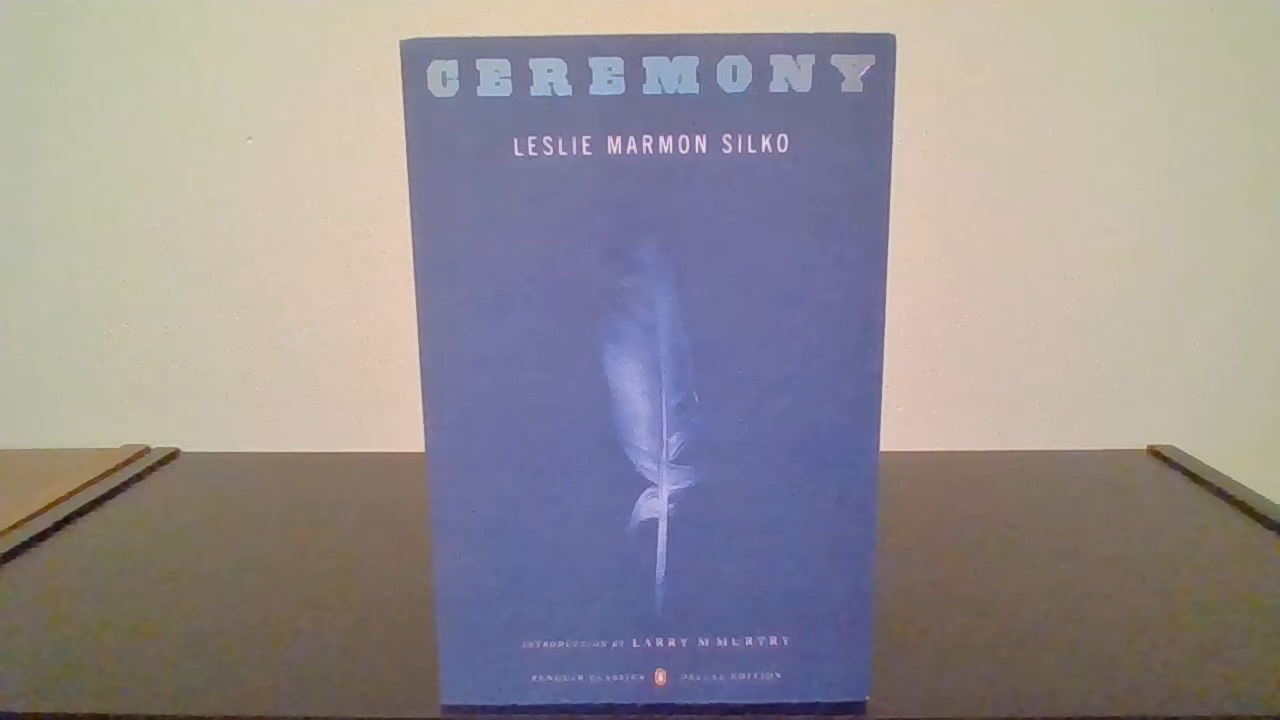 CEREMONY
LESLIE MARMON SILKO
INTRODUCTION BY LARRY McMURTRY
PENGUIN CLASSICS DELUXE EDITION